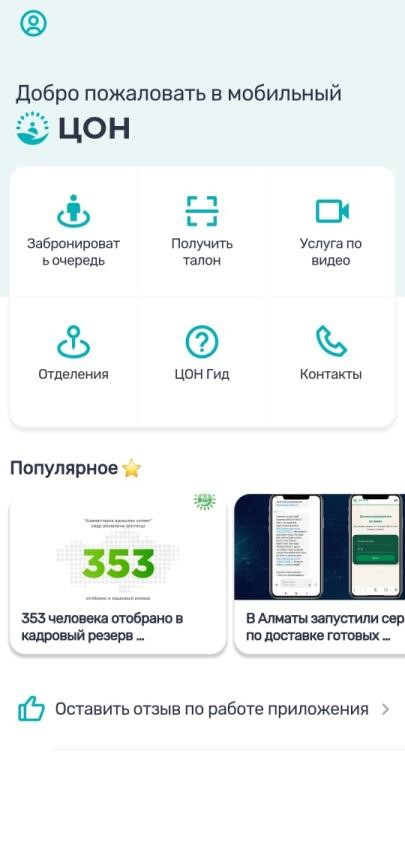 Добро пожаловать в мобильный
ЦОН
Забронироват
ь очередь
Получить
талон
Услуга по
видео
Отделения
ЦОН Гид
Контакты
Популярное
353
353 человека отобрано в
кадровый резерв ...
В Алматы запустили сер
по доставке готовых ...
Оставить отзыв по работе приложения